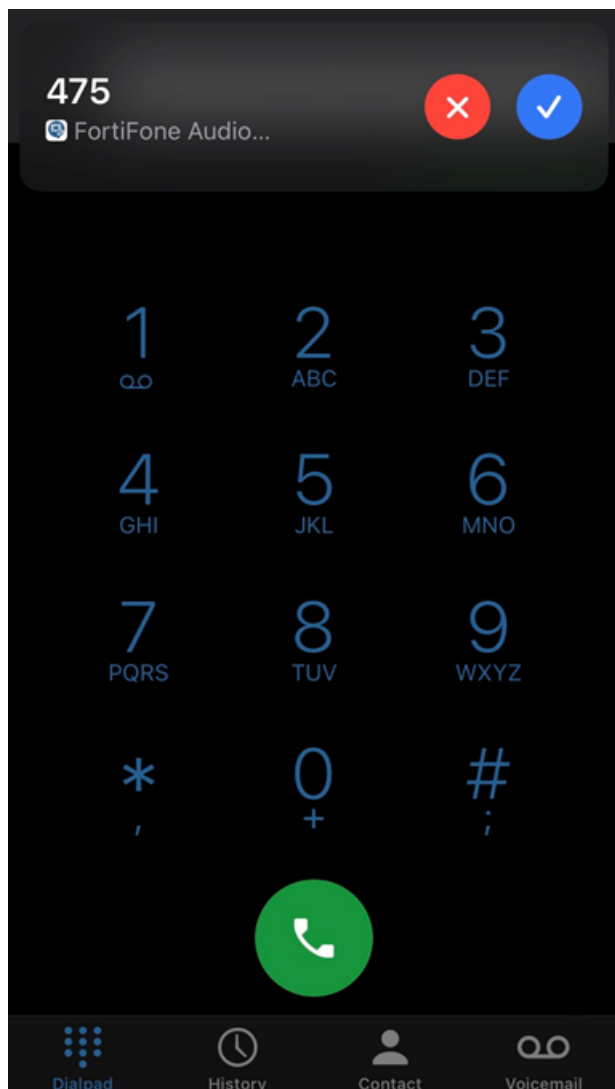 475
FortiFone Audio...
1 2 3
ABC DEF
4 5 6
GHI JKL MNO
7 8 9
PQRS TUV WXYZ
* 0 #
, + ;
Dialpad History Contact Voicemail